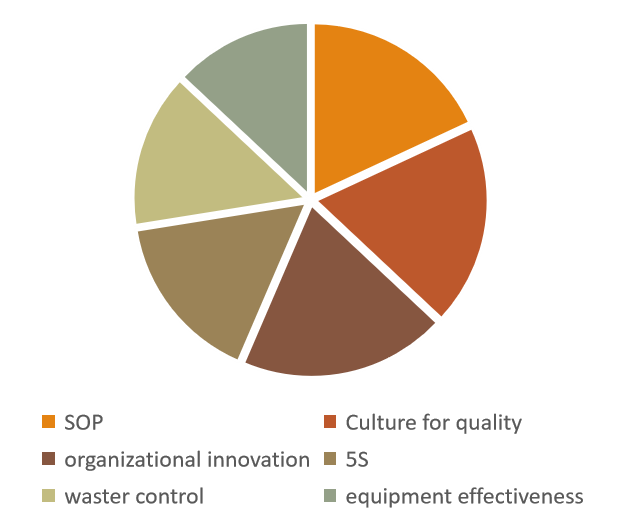 SOP
Culture for quality
organizational innovation
5S
waster control
equipment effectiveness